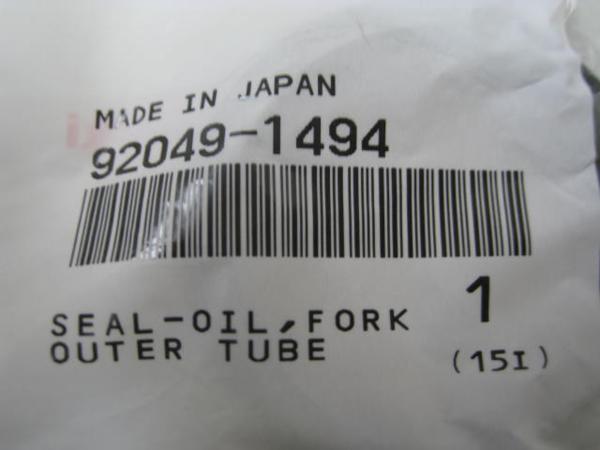 MADE IN JAPAN
92049-1494
SEAL-OIL,FORK 1
OUTER TUBE (15I)